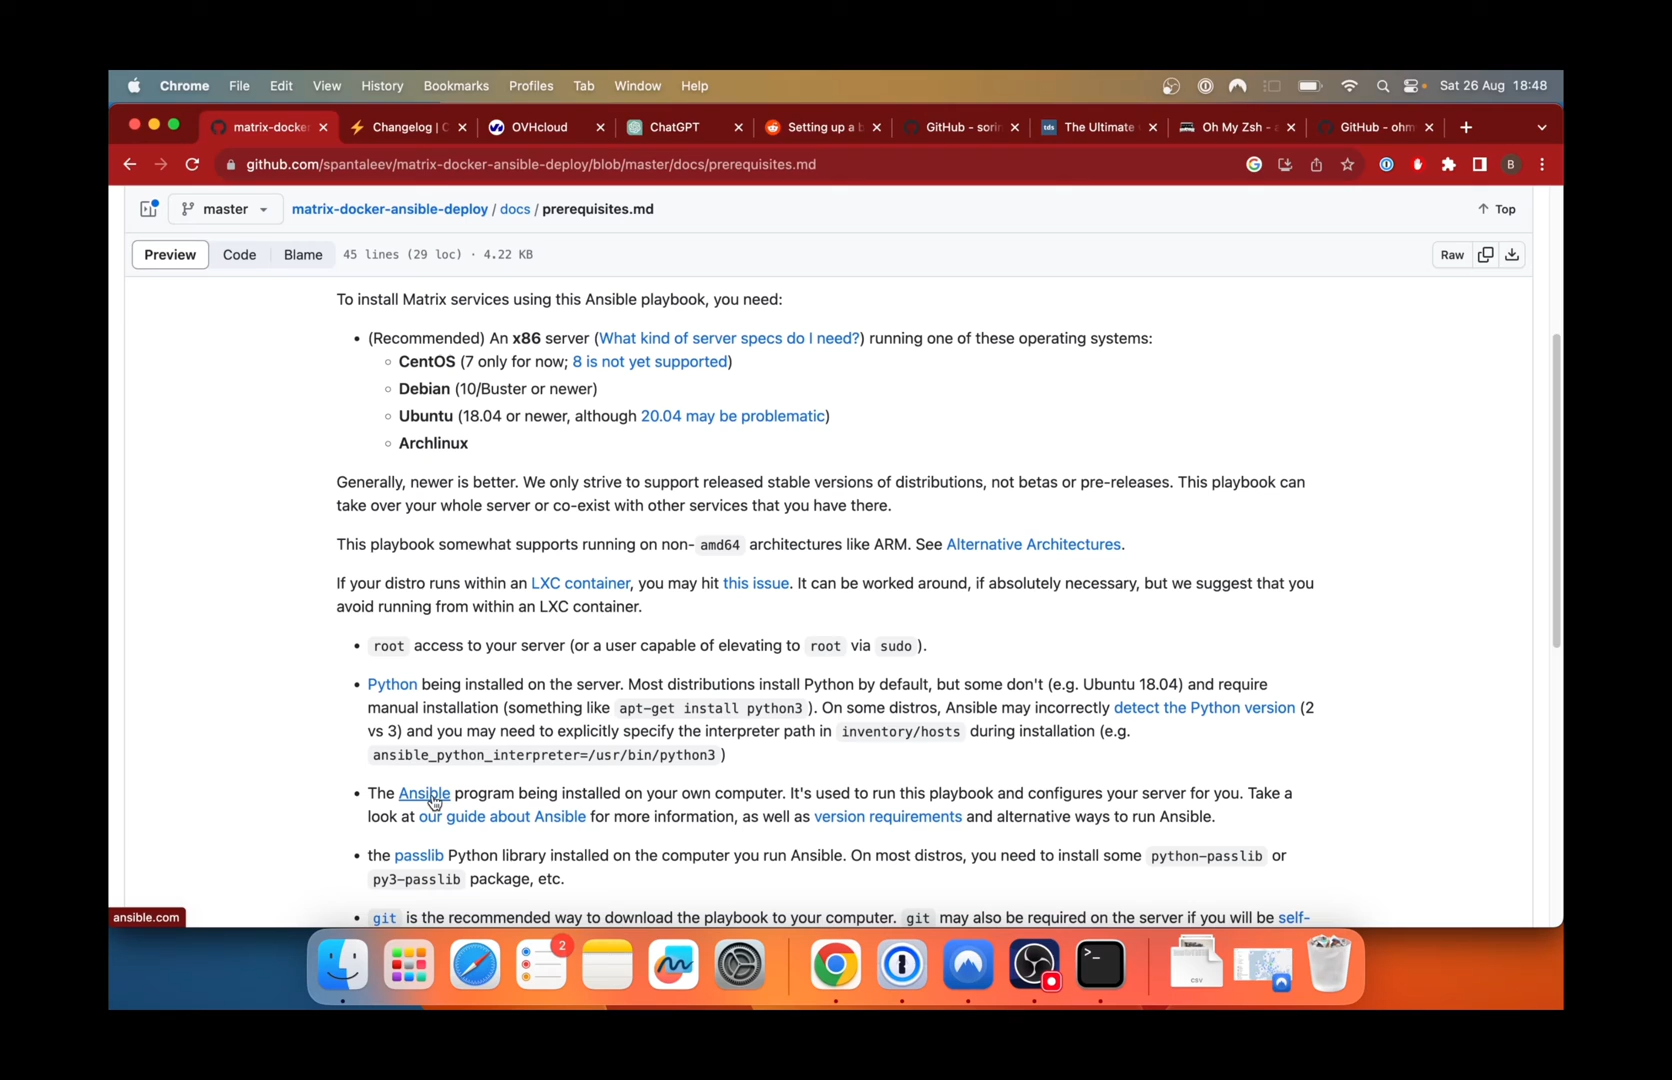 Chrome File Edit View History Bookmarks Profiles Tab Window Help Sat 26 Aug 18:48
matrix-docker Changelog | OVHcloud ChatGPT Setting up a b GitHub - sorin The Ultimate Oh My Zsh - GitHub - ohm
github.com/spantaleev/matrix-docker-ansible-deploy/blob/master/docs/prerequisites.md B
master matrix-docker-ansible-deploy / docs / prerequisites.md Top
Preview Code Blame 45 lines (29 loc) · 4.22 KB Raw
To install Matrix services using this Ansible playbook, you need:
• (Recommended) An x86 server (What kind of server specs do I need?) running one of these operating systems:
◦ CentOS (7 only for now; 8 is not yet supported)
◦ Debian (10/Buster or newer)
◦ Ubuntu (18.04 or newer, although 20.04 may be problematic)
◦ Archlinux
Generally, newer is better. We only strive to support released stable versions of distributions, not betas or pre-releases. This playbook can
take over your whole server or co-exist with other services that you have there.
This playbook somewhat supports running on non- amd64 architectures like ARM. See Alternative Architectures.
If your distro runs within an LXC container, you may hit this issue. It can be worked around, if absolutely necessary, but we suggest that you
avoid running from within an LXC container.
• root access to your server (or a user capable of elevating to root via sudo ).
• Python being installed on the server. Most distributions install Python by default, but some don't (e.g. Ubuntu 18.04) and require
manual installation (something like apt-get install python3 ). On some distros, Ansible may incorrectly detect the Python version (2
vs 3) and you may need to explicitly specify the interpreter path in inventory/hosts during installation (e.g.
ansible_python_interpreter=/usr/bin/python3 )
• The Ansible program being installed on your own computer. It's used to run this playbook and configures your server for you. Take a
look at our guide about Ansible for more information, as well as version requirements and alternative ways to run Ansible.
• the passlib Python library installed on the computer you run Ansible. On most distros, you need to install some python-passlib or
py3-passlib package, etc.
• git is the recommended way to download the playbook to your computer. git may also be required on the server if you will be self-
ansible.com
2
CSV